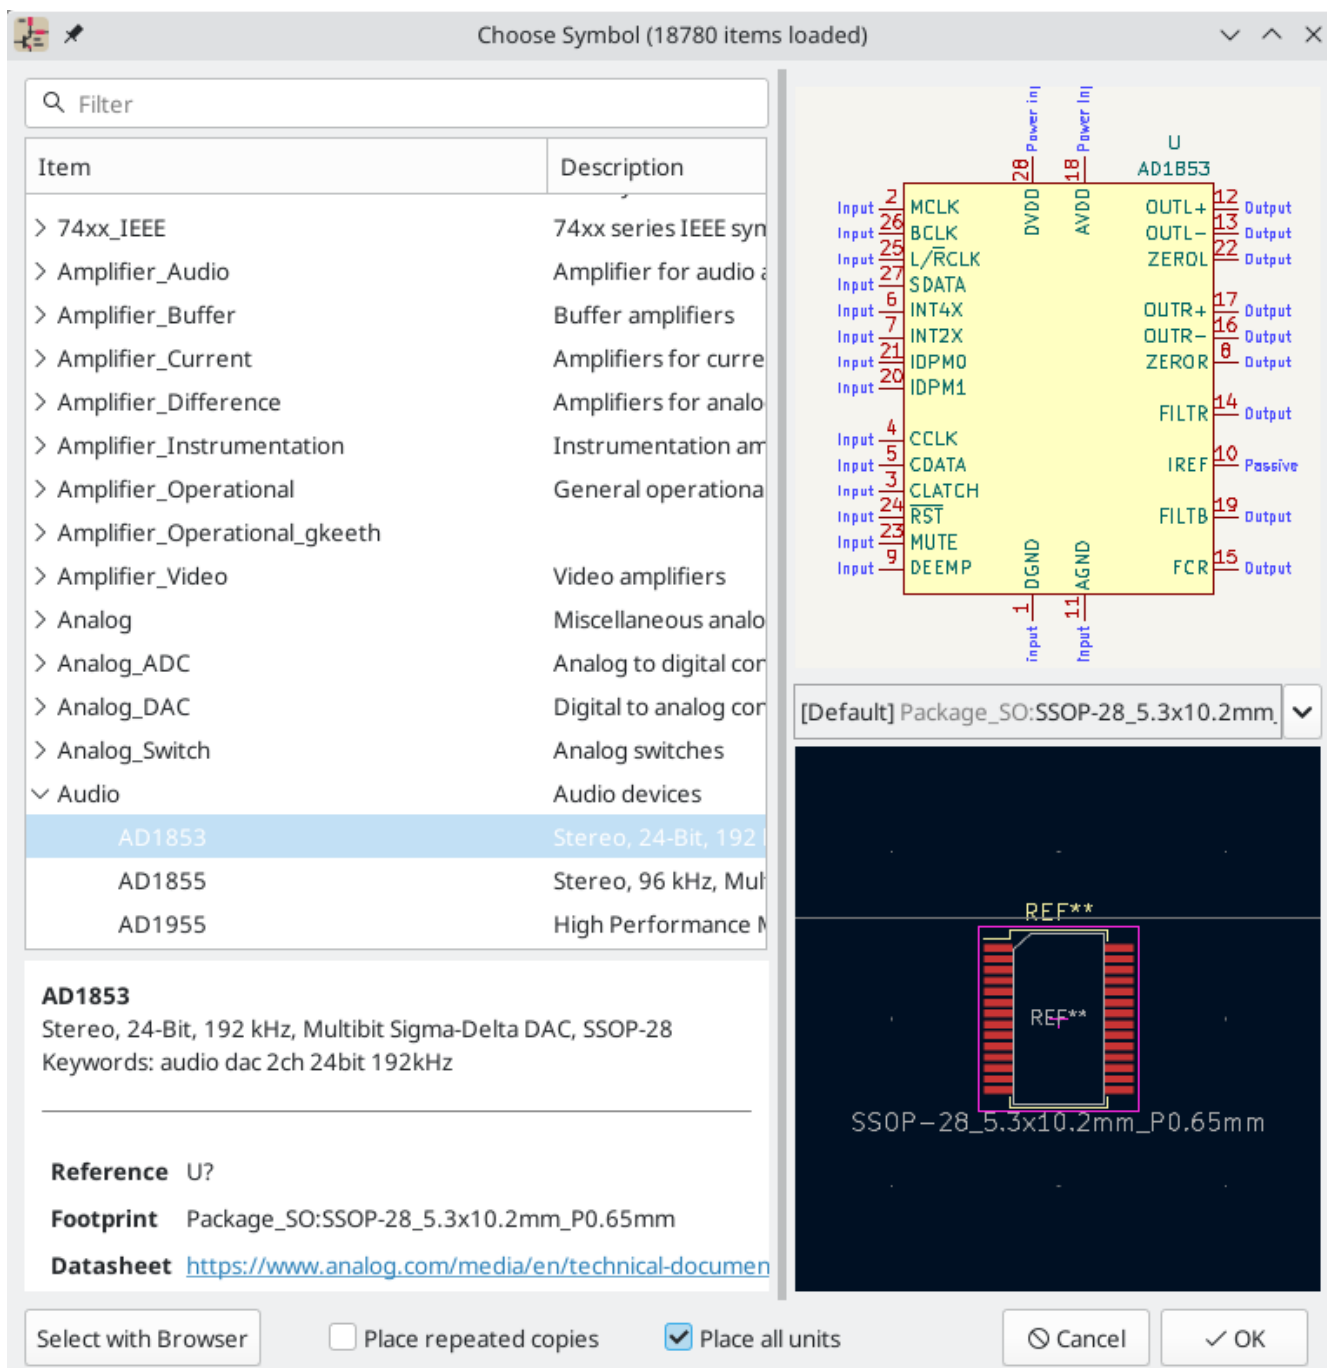 Choose Symbol (18780 items loaded)
Filter
Item Description
74xx_IEEE 74xx series IEEE syn
Amplifier_Audio Amplifier for audio a
Amplifier_Buffer Buffer amplifiers
Amplifier_Current Amplifiers for curre
Amplifier_Difference Amplifiers for analo
Amplifier_Instrumentation Instrumentation am
Amplifier_Operational General operationa
Amplifier_Operational_gkeeth
Amplifier_Video Video amplifiers
Analog Miscellaneous analo
Analog_ADC Analog to digital con
Analog_DAC Digital to analog con
Analog_Switch Analog switches
Audio Audio devices
AD1853 Stereo, 24-Bit, 192
AD1855 Stereo, 96 kHz, Mul
AD1955 High Performance M
AD1853
Stereo, 24-Bit, 192 kHz, Multibit Sigma-Delta DAC, SSOP-28
Keywords: audio dac 2ch 24bit 192kHz
Reference U?
Footprint Package_SO:SSOP-28_5.3x10.2mm_P0.65mm
Datasheet https://www.analog.com/media/en/technical-documen
Power inp
Power Inp
28
18
U
AD1853
DVDD
AVDD
Input 2 MCLK
Input 26 BCLK
Input 25 L/RCLK
Input 27 SDATA
Input 6 INT4X
Input 7 INT2X
Input 21 IDPM0
Input 20 IDPM1
Input 4 CCLK
Input 5 CDATA
Input 3 CLATCH
Input 24 RST
Input 23 MUTE
Input 9 DEEMP
OUTL+ 12 Output
OUTL- 13 Output
ZEROL 22 Output
OUTR+ 17 Output
OUTR- 16 Output
ZEROR 8 Output
FILTR 14 Output
IREF 10 Passive
FILTB 19 Output
FCR 15 Output
DGND
AGND
1
11
input
Input
[Default] Package_SO:SSOP-28_5.3x10.2mm_
REF**
REF**
SSOP-28_5.3x10.2mm_P0.65mm
Select with Browser
Place repeated copies
Place all units
Cancel
OK